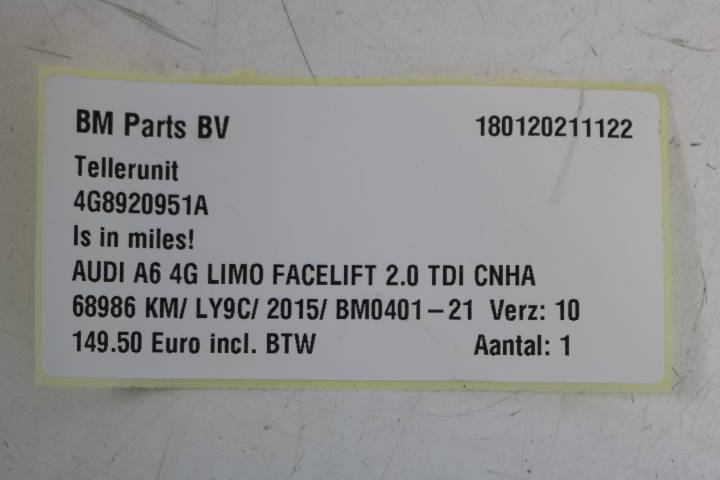 BM Parts BV 180120211122
Tellerunit
4G8920951A
Is in miles!
AUDI A6 4G LIMO FACELIFT 2.0 TDI CNHA
68986 KM/ LY9C/ 2015/ BM0401-21 Verz: 10
149.50 Euro incl. BTW Aantal: 1